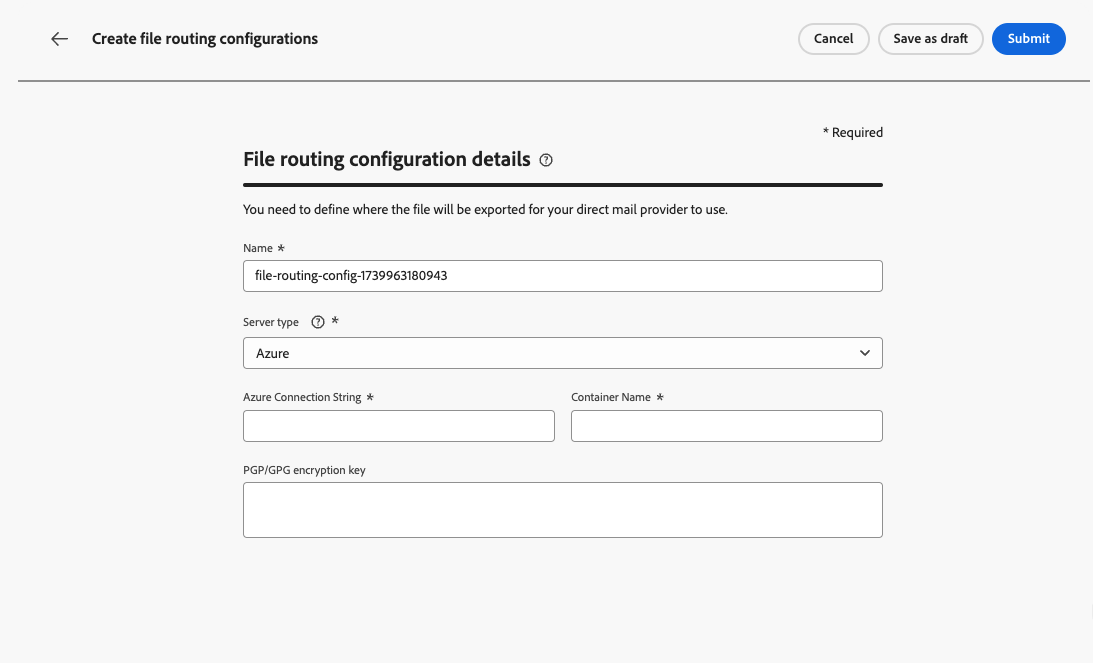 Create file routing configurations
Cancel
Save as draft
Submit
* Required
File routing configuration details
You need to define where the file will be exported for your direct mail provider to use.
Name *
file-routing-config-1739963180943
Server type ? *
Azure
Azure Connection String *
Container Name *
PGP/GPG encryption key